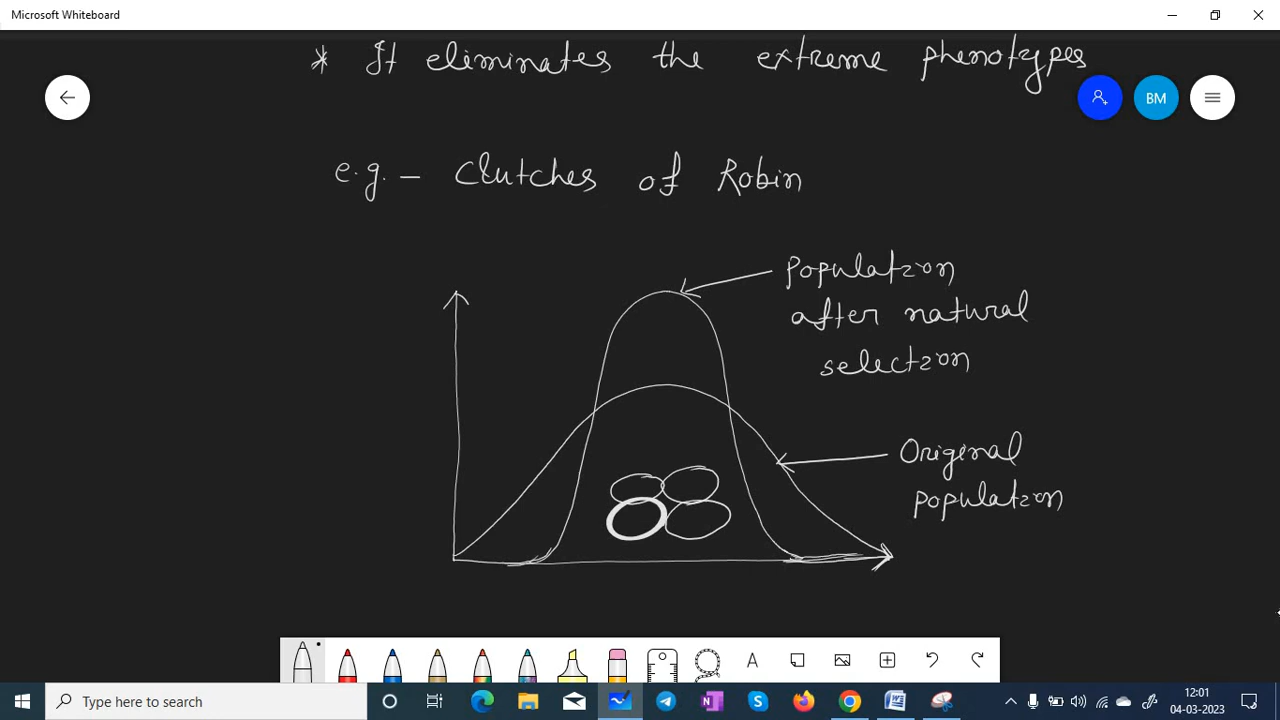 Microsoft Whiteboard
* It eliminates the extreme phenotypes
BM
e.g. - Clutches of Robin
Population
after natural
selection
Original
population
A
Type here to search
W
12:01
04-03-2023